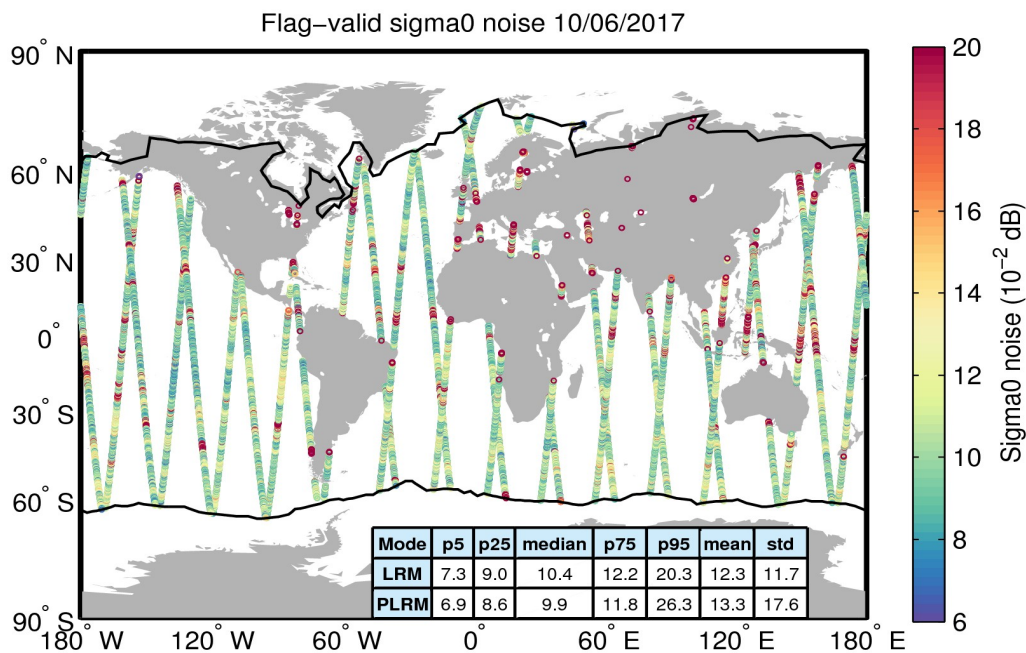 Flag−valid sigma0 noise 10/06/2017
90° N
60° N
30° N
0°
30° S
60° S
90° S
180° W
120° W
60° W
0°
60° E
120° E
180° E
20
18
16
14
12
10
8
6
Sigma0 noise (10⁻² dB)
Mode p5 p25 median p75 p95 mean std
LRM 7.3 9.0 10.4 12.2 20.3 12.3 11.7
PLRM 6.9 8.6 9.9 11.8 26.3 13.3 17.6